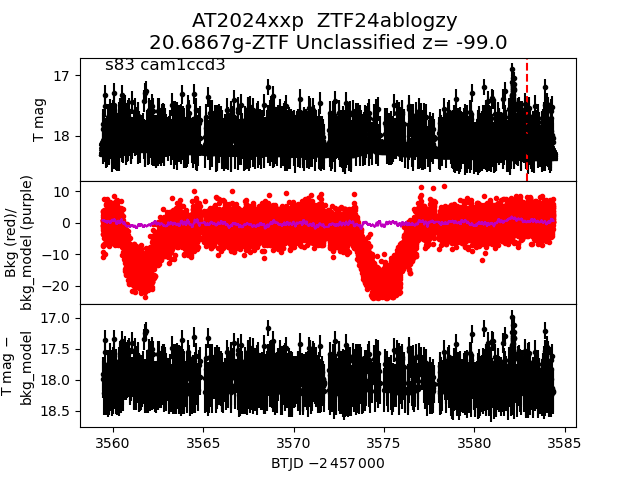 AT2024xxp  ZTF24ablogzy
20.6867g-ZTF Unclassified z= -99.0
s83 cam1ccd3
17
18
T mag
10
0
−10
−20
Bkg (red)/
bkg_model (purple)
17.0
17.5
18.0
18.5
T mag −
bkg_model
3560
3565
3570
3575
3580
3585
BTJD −2 457 000